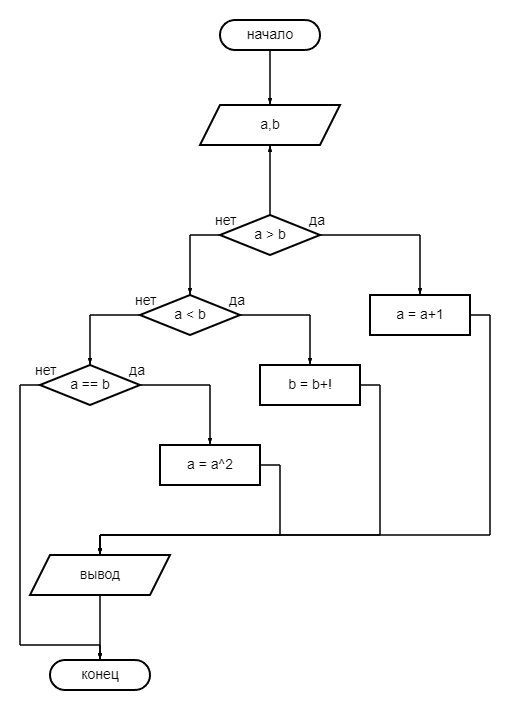 начало
a,b
нет
да
a > b
нет
да
a < b
a = a+1
нет
да
a == b
b = b+!
a = a^2
вывод
конец